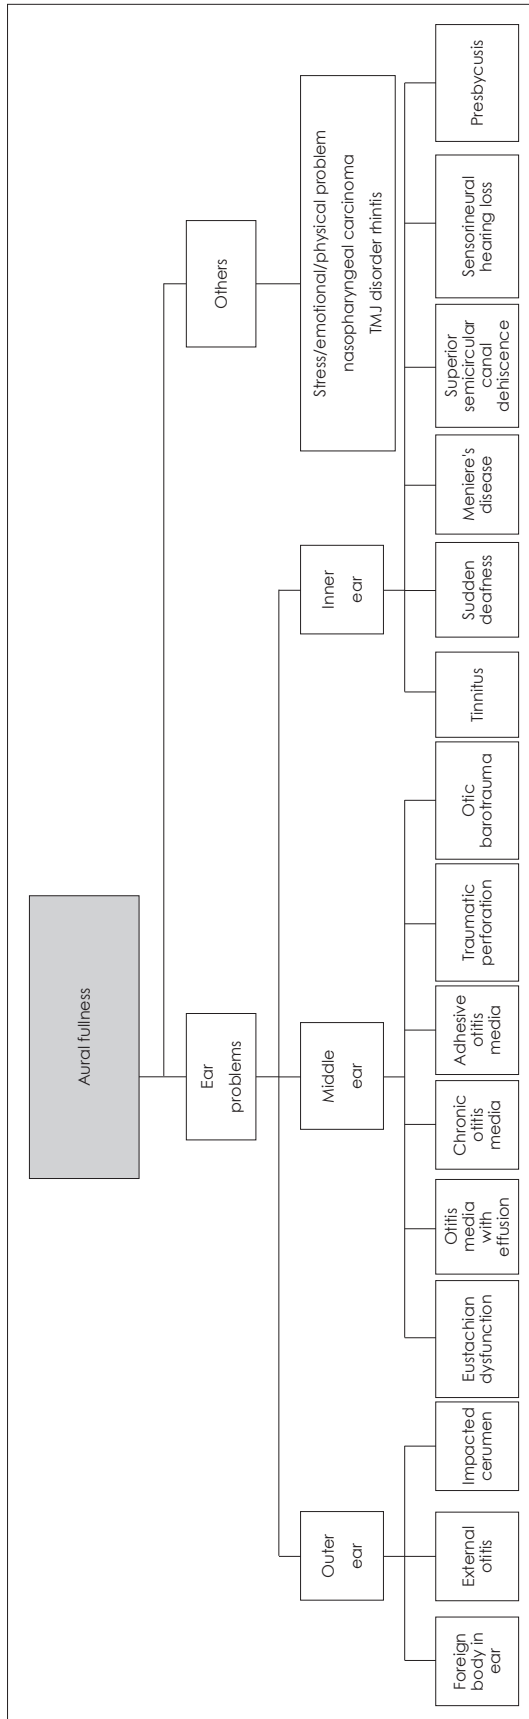 Aural fullness
Ear
problems
Others
Outer
ear
Middle
ear
Inner
ear
Stress/emotional/physical problem
nasopharyngeal carcinoma
TMJ disorder rhintis
Foreign
body in
ear
External
otitis
Impacted
cerumen
Eustachian
dysfunction
Otitis
media
with
effusion
Chronic
otitis
media
Adhesive
otitis
media
Traumatic
perforation
Otic
barotrauma
Tinnitus
Sudden
deafness
Meniere's
disease
Superior
semicircular
canal
dehiscence
Sensorineural
hearing loss
Presbycusis